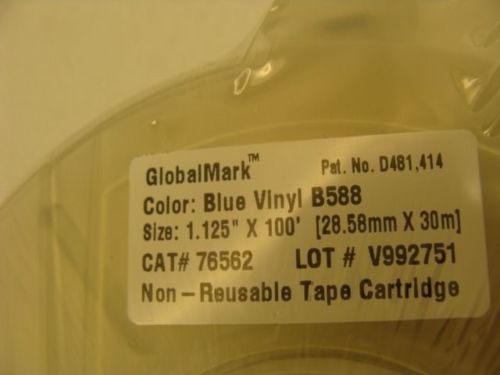 GlobalMark™ Pat. No. D481,414
Color: Blue Vinyl B588
Size: 1.125" X 100' [28.58mm X 30m]
CAT# 76562 LOT # V992751
Non-Reusable Tape Cartridge